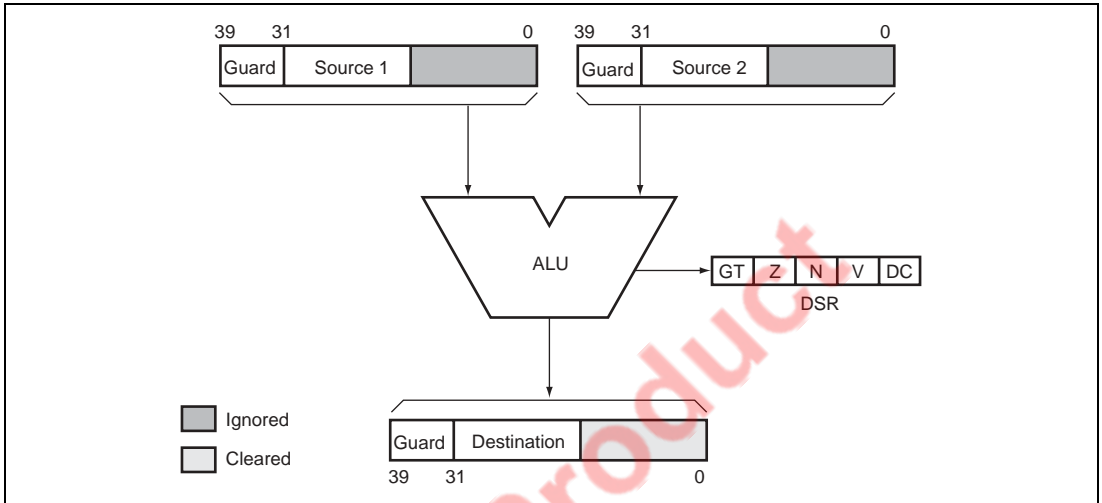 39 31 0
Guard Source 1
39 31 0
Guard Source 2
ALU
GT Z N V DC
DSR
Ignored
Cleared
Guard Destination
39 31 0
product